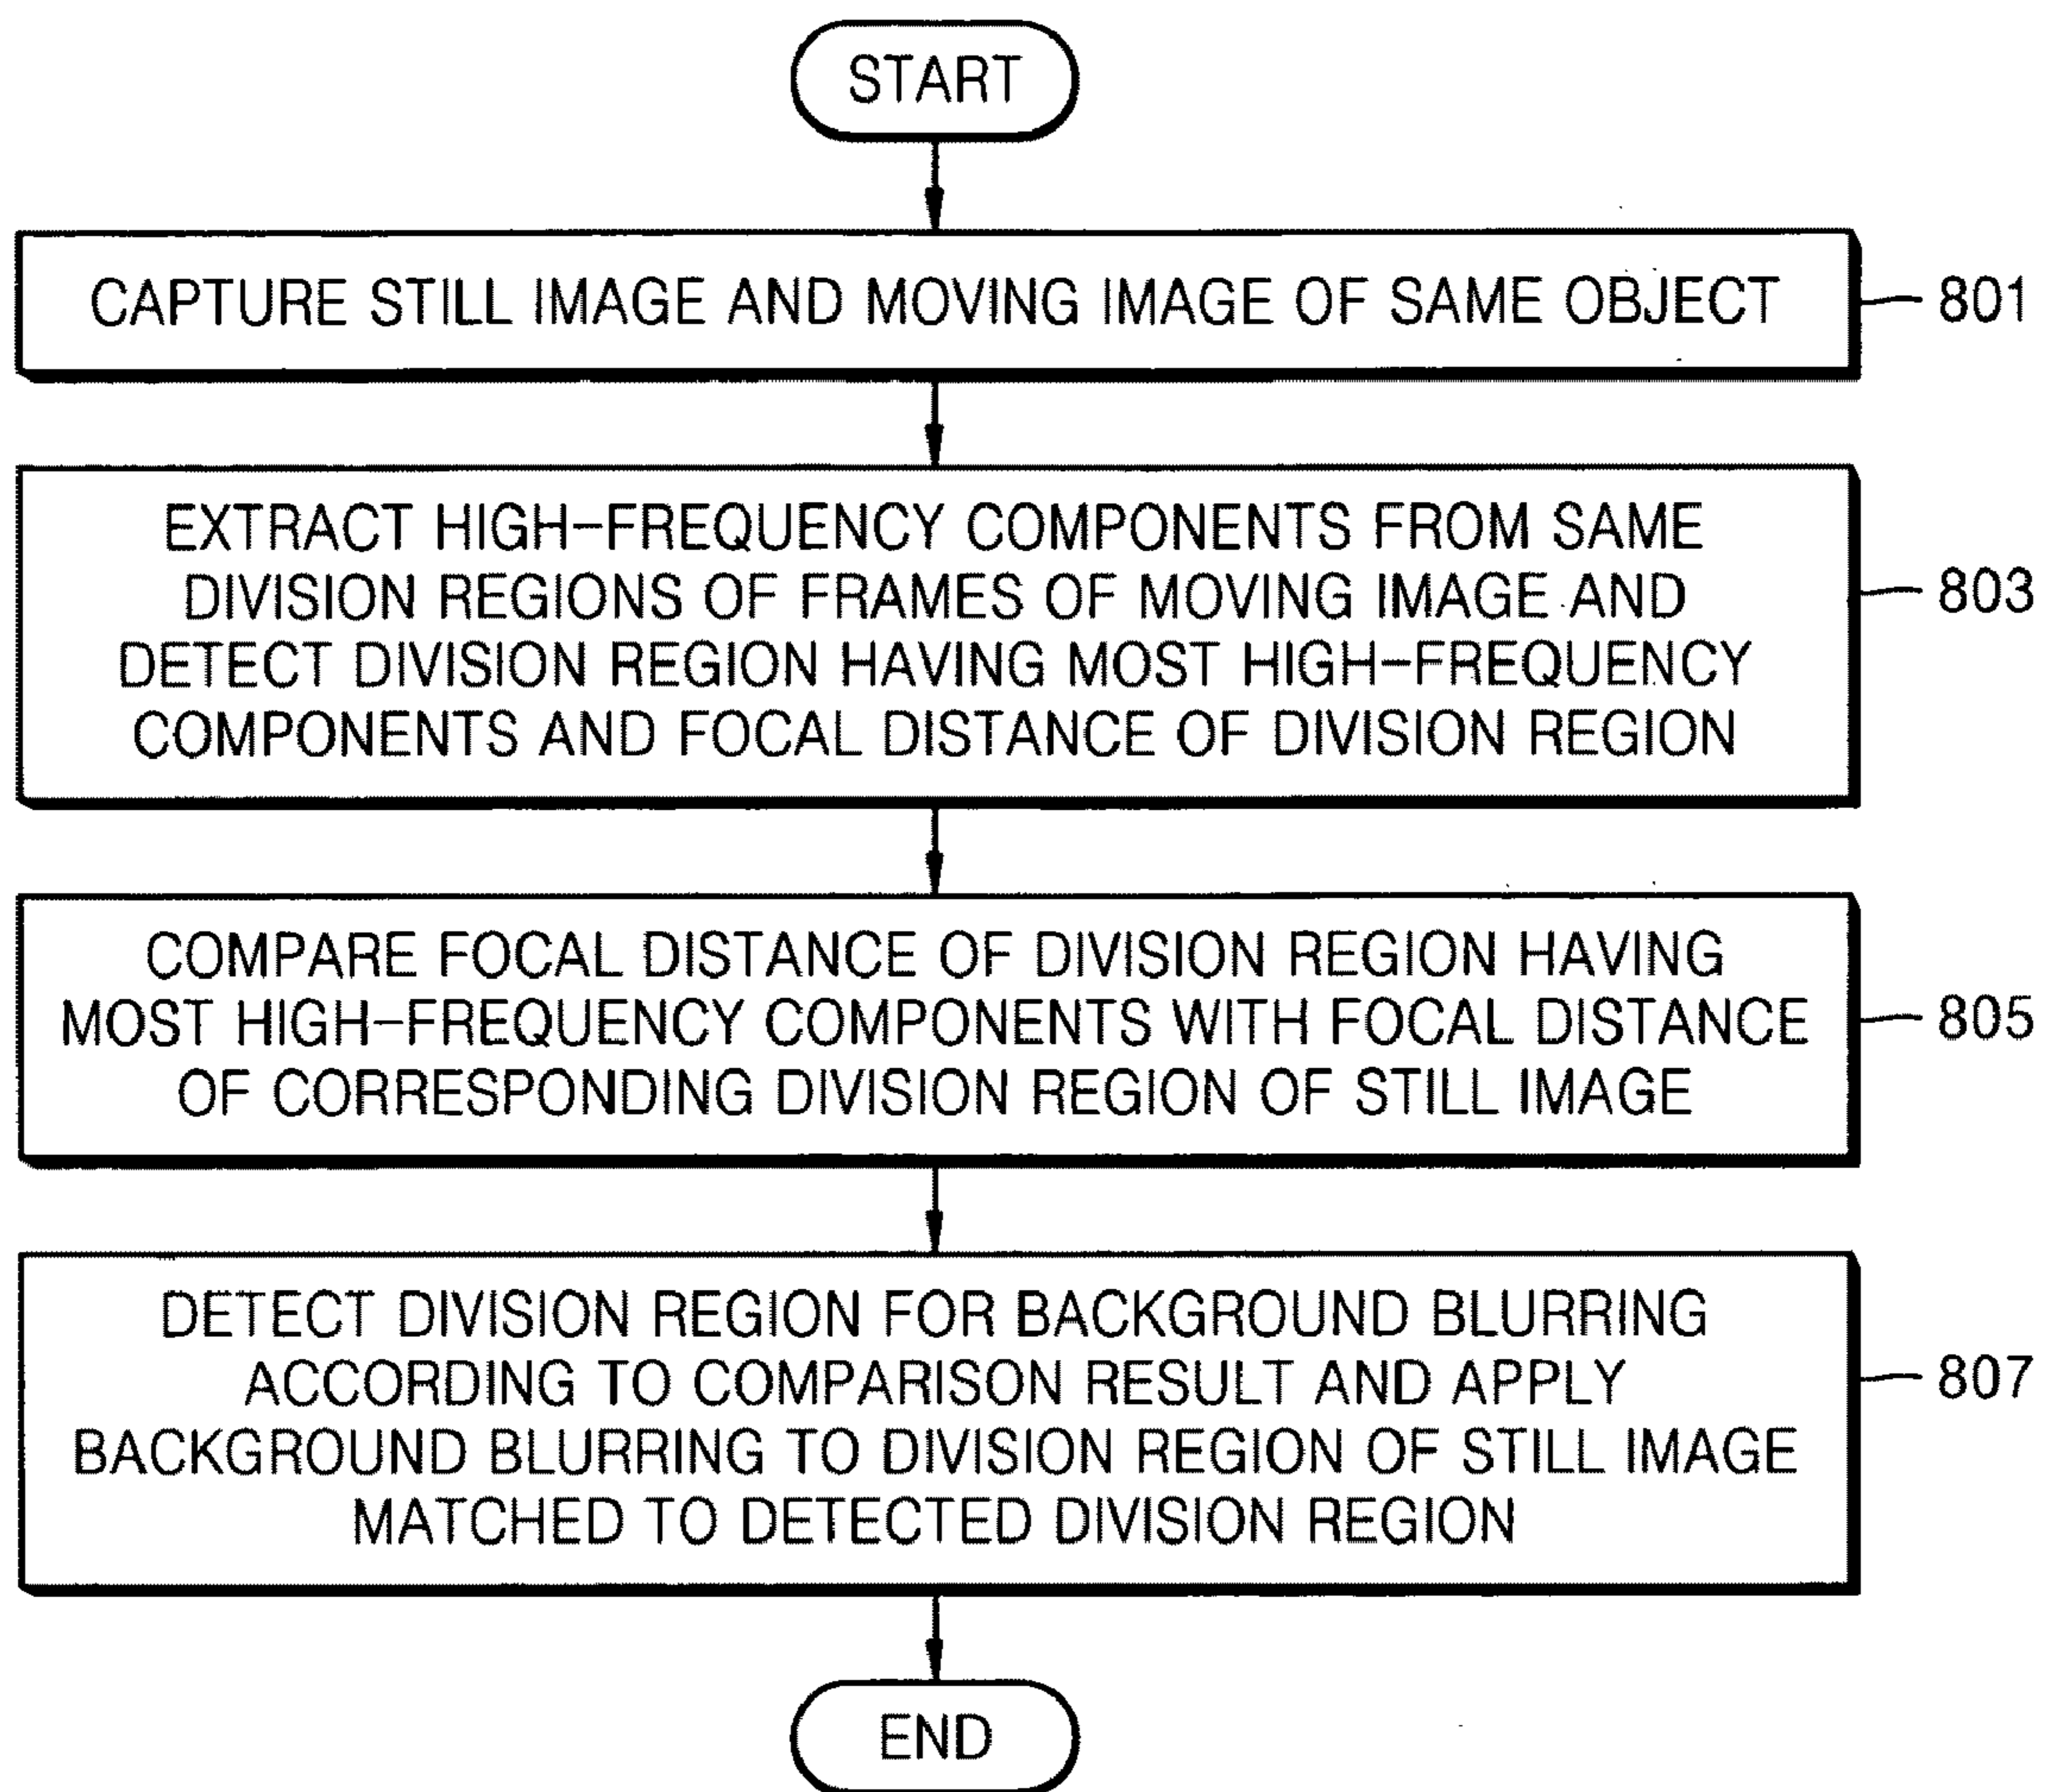 START
CAPTURE STILL IMAGE AND MOVING IMAGE OF SAME OBJECT
801
EXTRACT HIGH-FREQUENCY COMPONENTS FROM SAME
DIVISION REGIONS OF FRAMES OF MOVING IMAGE AND
DETECT DIVISION REGION HAVING MOST HIGH-FREQUENCY
COMPONENTS AND FOCAL DISTANCE OF DIVISION REGION
803
COMPARE FOCAL DISTANCE OF DIVISION REGION HAVING
MOST HIGH-FREQUENCY COMPONENTS WITH FOCAL DISTANCE
OF CORRESPONDING DIVISION REGION OF STILL IMAGE
805
DETECT DIVISION REGION FOR BACKGROUND BLURRING
ACCORDING TO COMPARISON RESULT AND APPLY
BACKGROUND BLURRING TO DIVISION REGION OF STILL IMAGE
MATCHED TO DETECTED DIVISION REGION
807
END